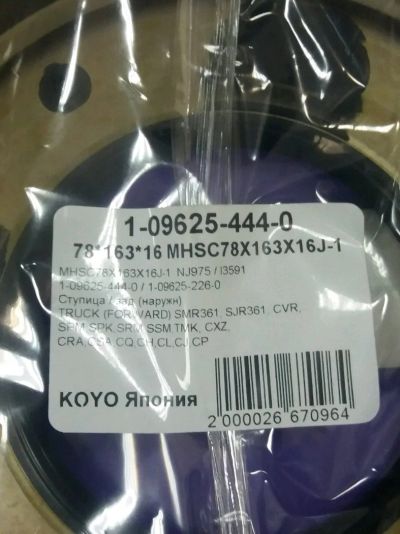 1-09625-444-0
78*163*16 MHSC78X163X16J-1
MHSC78X163X16J-1 NJ975 / I3591
1-09625-444-0 / 1-09625-226-0
Ступица / зад (наружн)
TRUCK (FORWARD) SMR361, SJR361, CVR,
SRM,SPK,SRM, SSM,TMK, CXZ,
CRA,CSA,CQ,CH,CL,CJ,CP
KOYO Япония
2 000026 670964